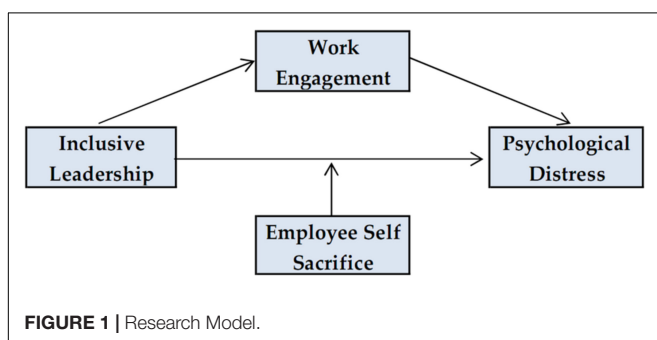 Work
Engagement
Inclusive
Leadership
Psychological
Distress
Employee Self
Sacrifice
FIGURE 1 | Research Model.